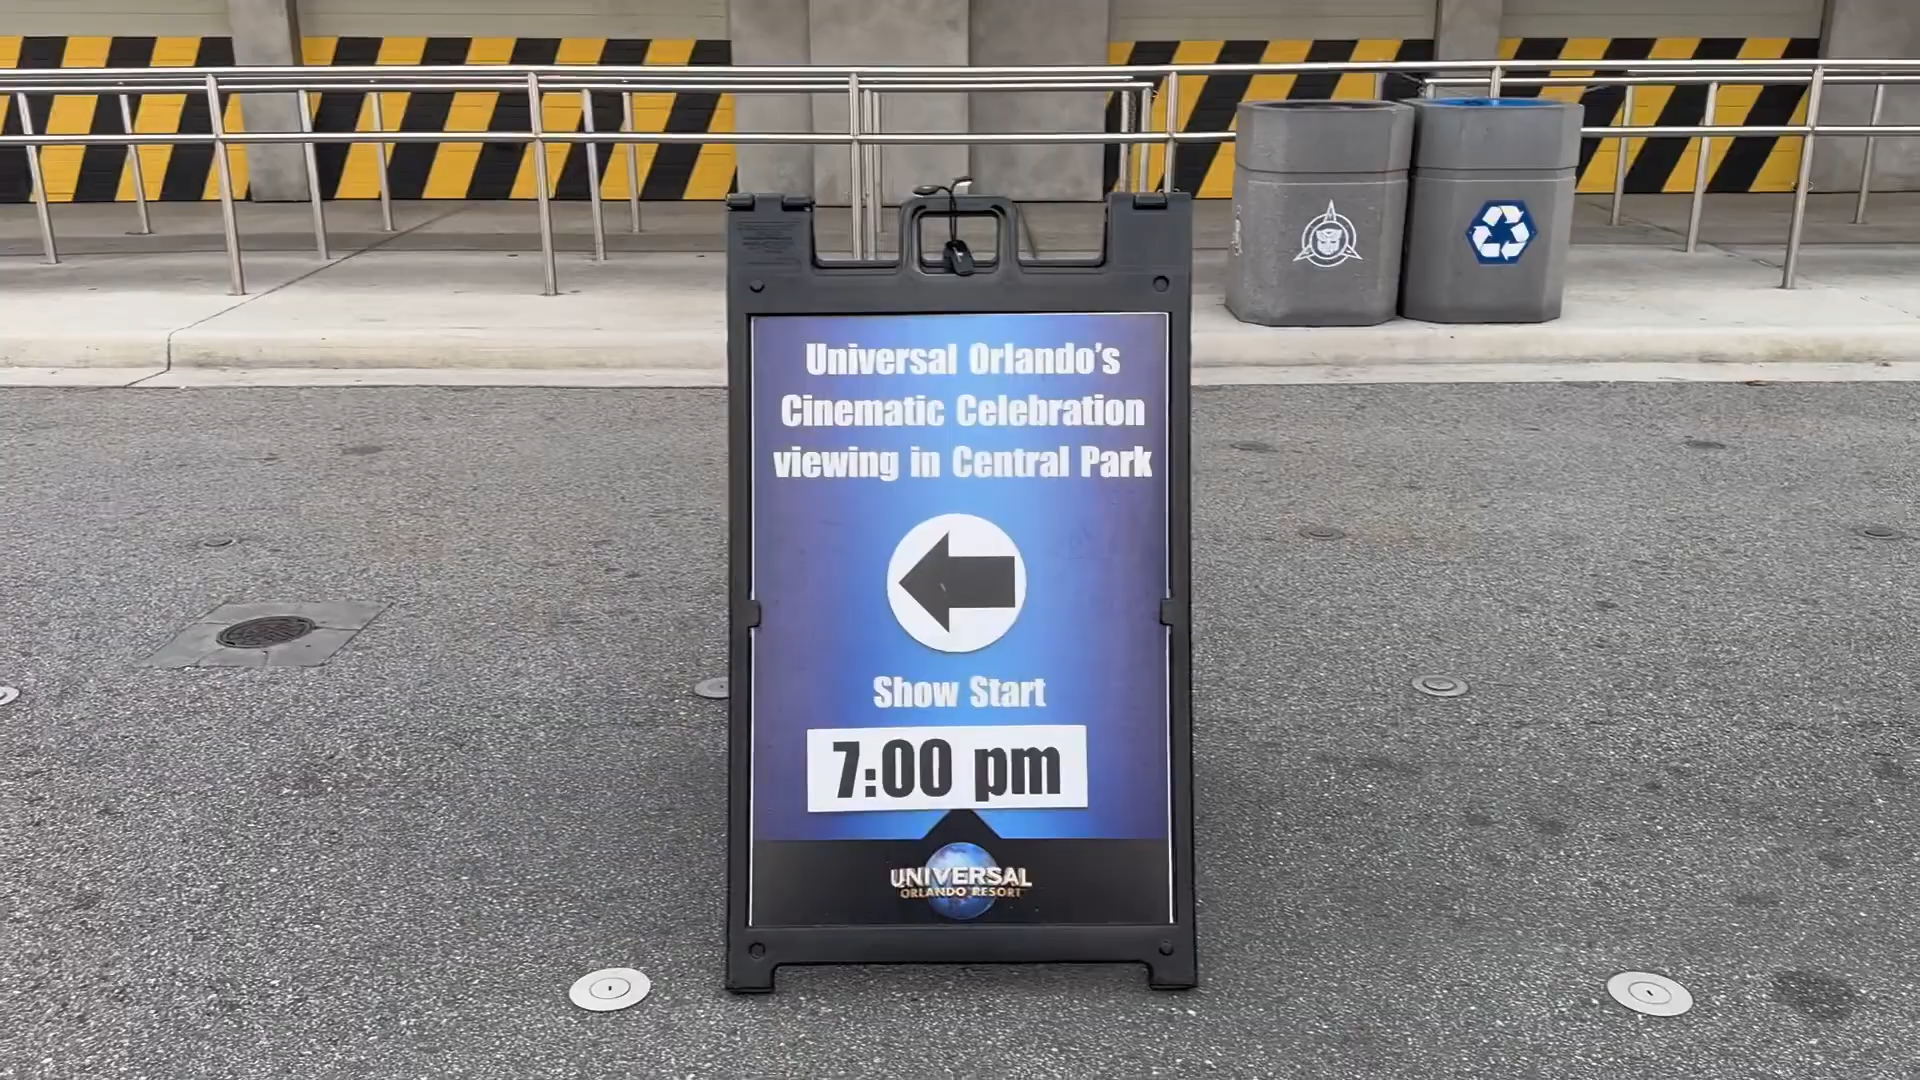 Universal Orlando's
Cinematic Celebration
viewing in Central Park
Show Start
7:00 pm
UNIVERSAL
ORLANDO RESORT